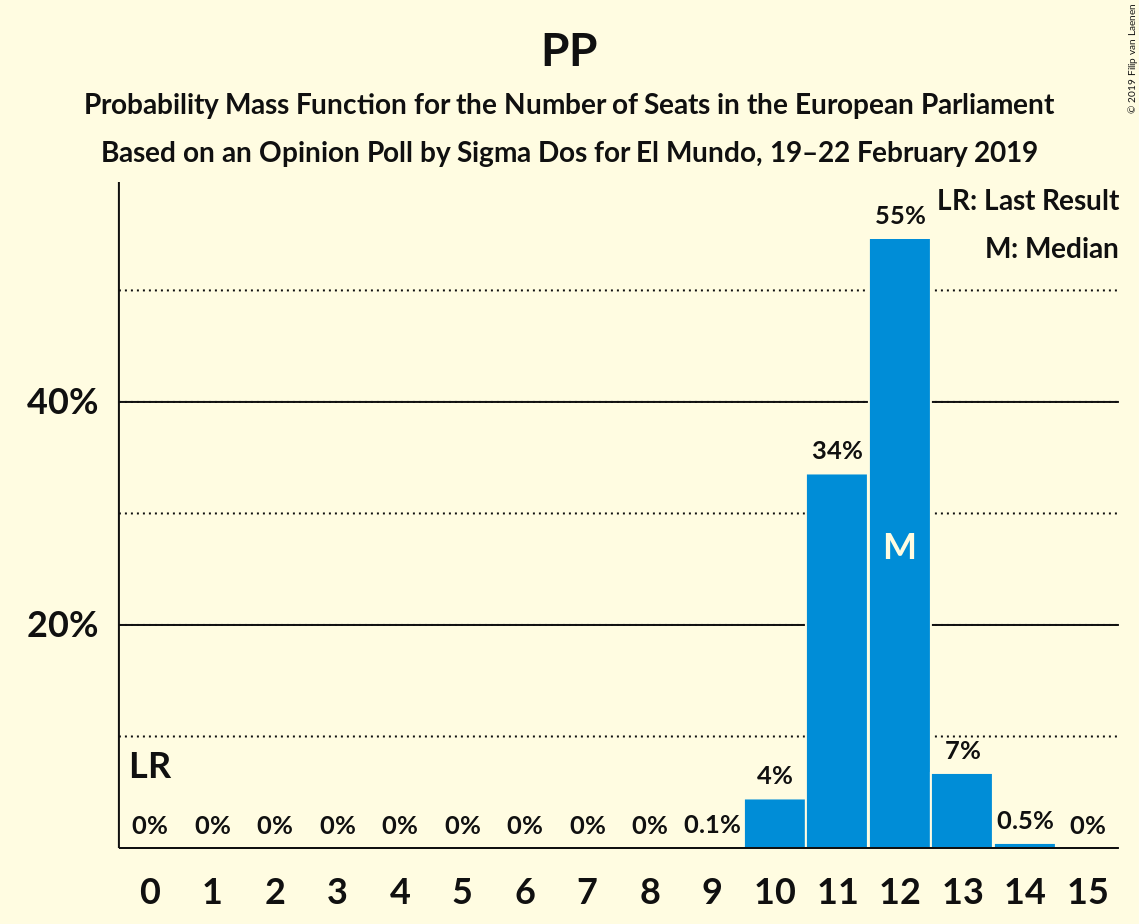 PP
Probability Mass Function for the Number of Seats in the European Parliament
Based on an Opinion Poll by Sigma Dos for El Mundo, 19–22 February 2019
© 2019 Filip van Laenen
LR: Last Result
M: Median
55%
40%
34%
M
20%
LR
7%
4%
0% 0% 0% 0% 0% 0% 0% 0% 0% 0.1% 0.5% 0%
0 1 2 3 4 5 6 7 8 9 10 11 12 13 14 15